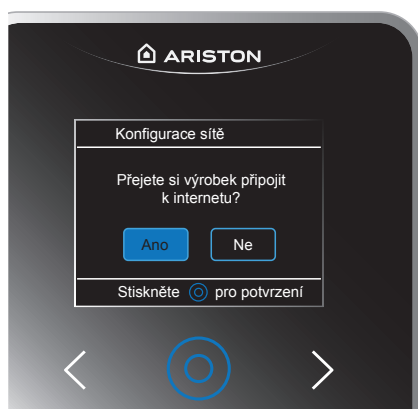 ARISTON
Konfigurace sítě
Přejete si výrobek připojit
k internetu?
Ano
Ne
Stiskněte pro potvrzení